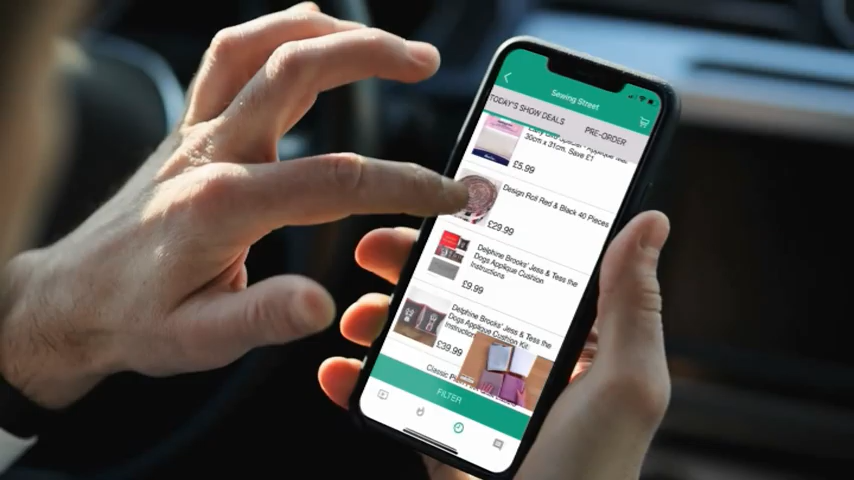 Sewing Street
TODAY'S SHOW DEALS
PRE-ORDER
30cm x 31cm. Save £1
£5.99
Design Roll Red & Black 40 Pieces
£29.99
Delphine Brooks' Jess & Tess the
Dogs Applique Cushion
Instructions
£9.99
Delphine Brooks' Jess & Tess the
Dogs Applique Cushion Kit:
£39.99
Classic
FILTER